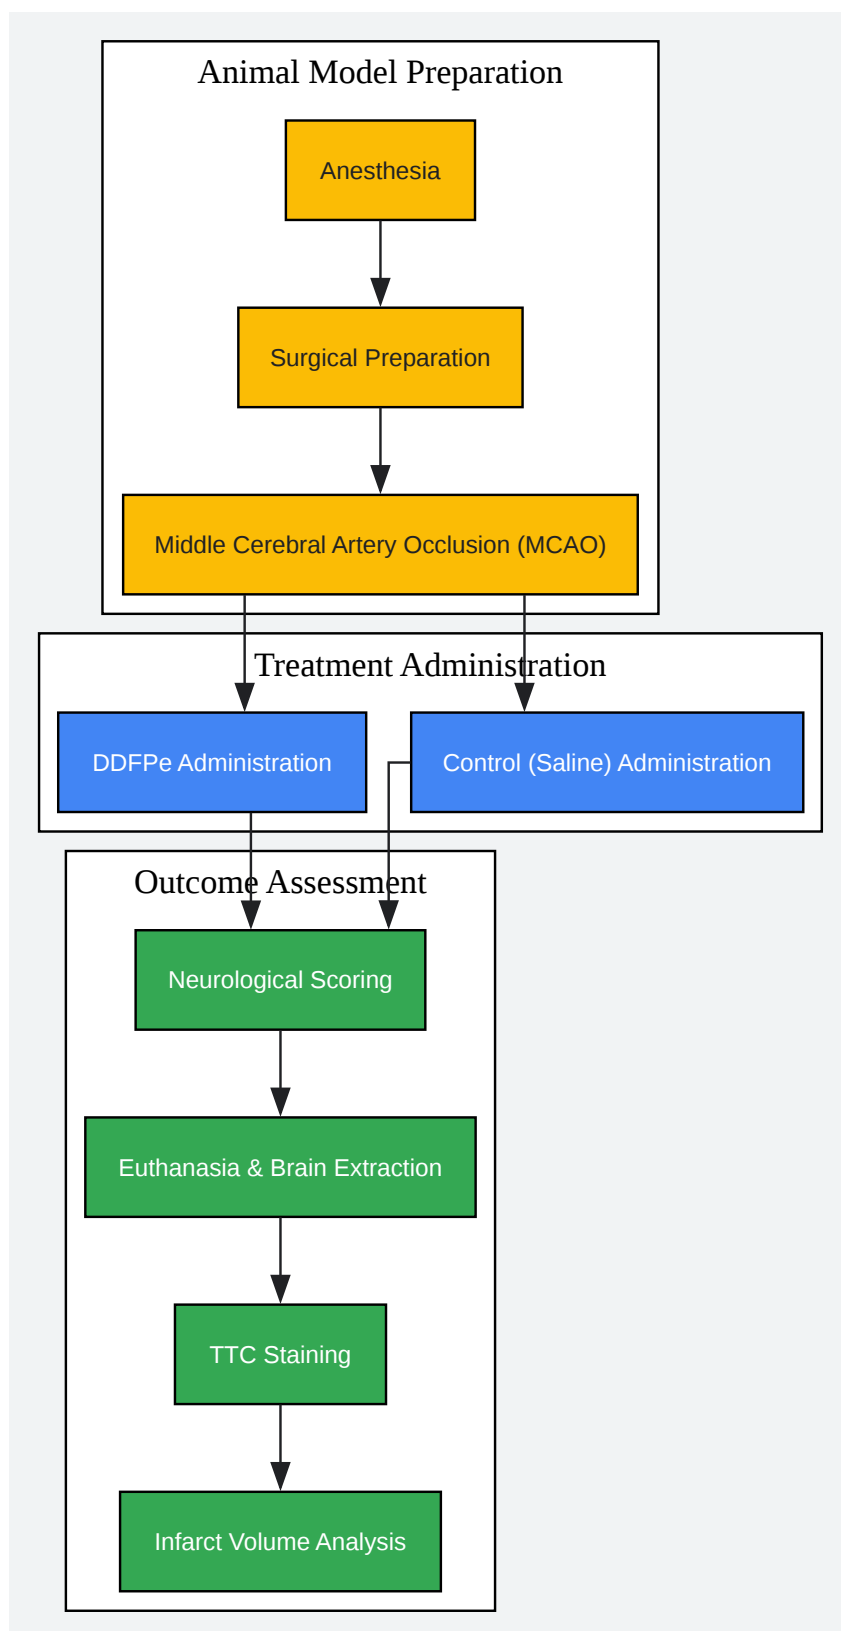 Animal Model Preparation
Anesthesia
Surgical Preparation
Middle Cerebral Artery Occlusion (MCAO)
Treatment Administration
DDFPe Administration
Control (Saline) Administration
Outcome Assessment
Neurological Scoring
Euthanasia & Brain Extraction
TTC Staining
Infarct Volume Analysis